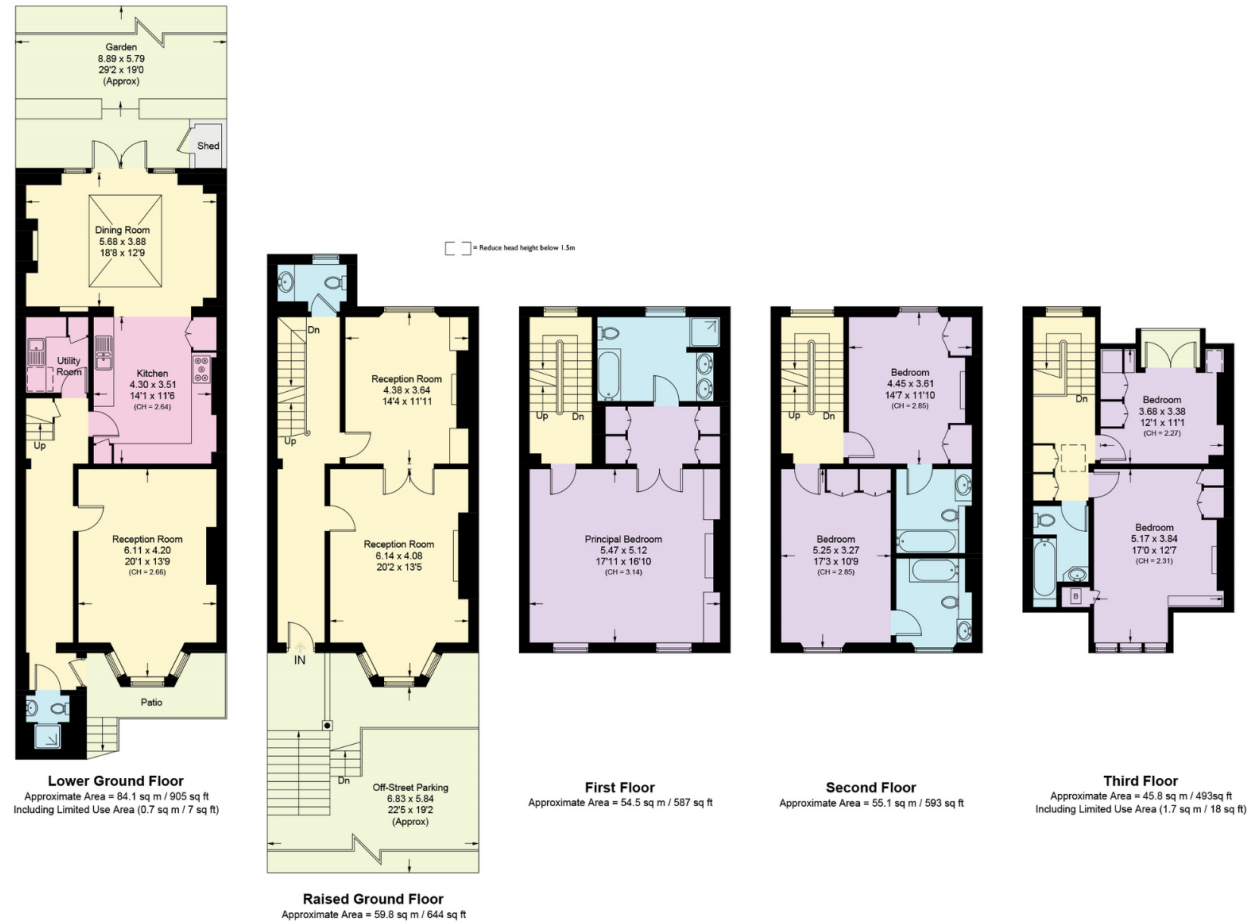 Garden
8.89 x 5.79
29'2 x 19'0
(Approx)
Shed
Dining Room
5.68 x 3.88
18'8 x 12'9
Utility
Room
Kitchen
4.30 x 3.51
14'1 x 11'6
(CH = 2.64)
Up
Reception Room
6.11 x 4.20
20'1 x 13'9
(CH = 2.66)
Patio
Lower Ground Floor
Approximate Area = 84.1 sq m / 905 sq ft
Including Limited Use Area (0.7 sq m / 7 sq ft)
= Reduce head height below 1.5m
Dn
Reception Room
4.38 x 3.64
14'4 x 11'11
Up
Reception Room
6.14 x 4.08
20'2 x 13'5
IN
Dn
Off-Street Parking
6.83 x 5.84
22'5 x 19'2
(Approx)
Raised Ground Floor
Approximate Area = 59.8 sq m / 644 sq ft
Up
Dn
Principal Bedroom
5.47 x 5.12
17'11 x 16'10
(CH = 3.14)
First Floor
Approximate Area = 54.5 sq m / 587 sq ft
Up
Dn
Bedroom
4.45 x 3.61
14'7 x 11'10
(CH = 2.85)
Bedroom
5.25 x 3.27
17'3 x 10'9
(CH = 2.85)
Second Floor
Approximate Area = 55.1 sq m / 593 sq ft
Dn
Bedroom
3.68 x 3.38
12'1 x 11'1
(CH = 2.27)
Bedroom
5.17 x 3.84
17'0 x 12'7
(CH = 2.31)
B
Third Floor
Approximate Area = 45.8 sq m / 493sq ft
Including Limited Use Area (1.7 sq m / 18 sq ft)